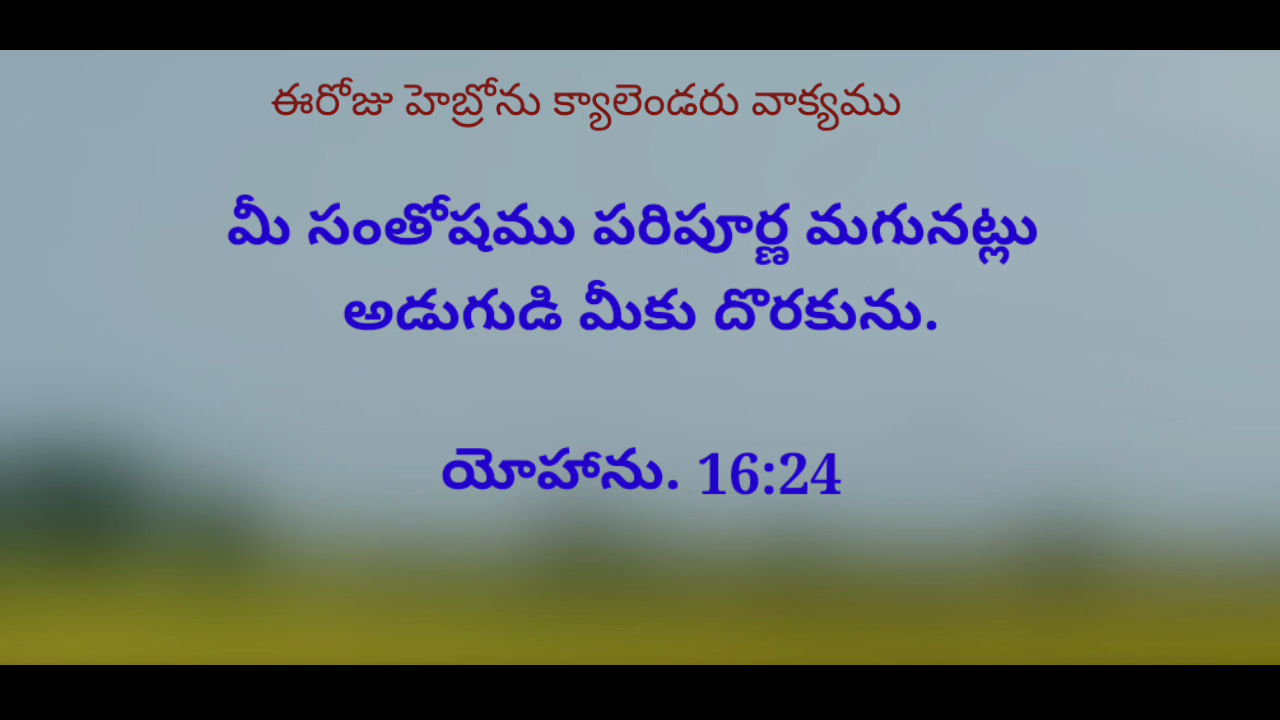 ఈరోజు హెబ్రోను క్యాలెండరు వాక్యము
మీ సంతోషము పరిపూర్ణ మగునట్లు
అడుగుడి మీకు దొరకును.
యోహాను. 16:24